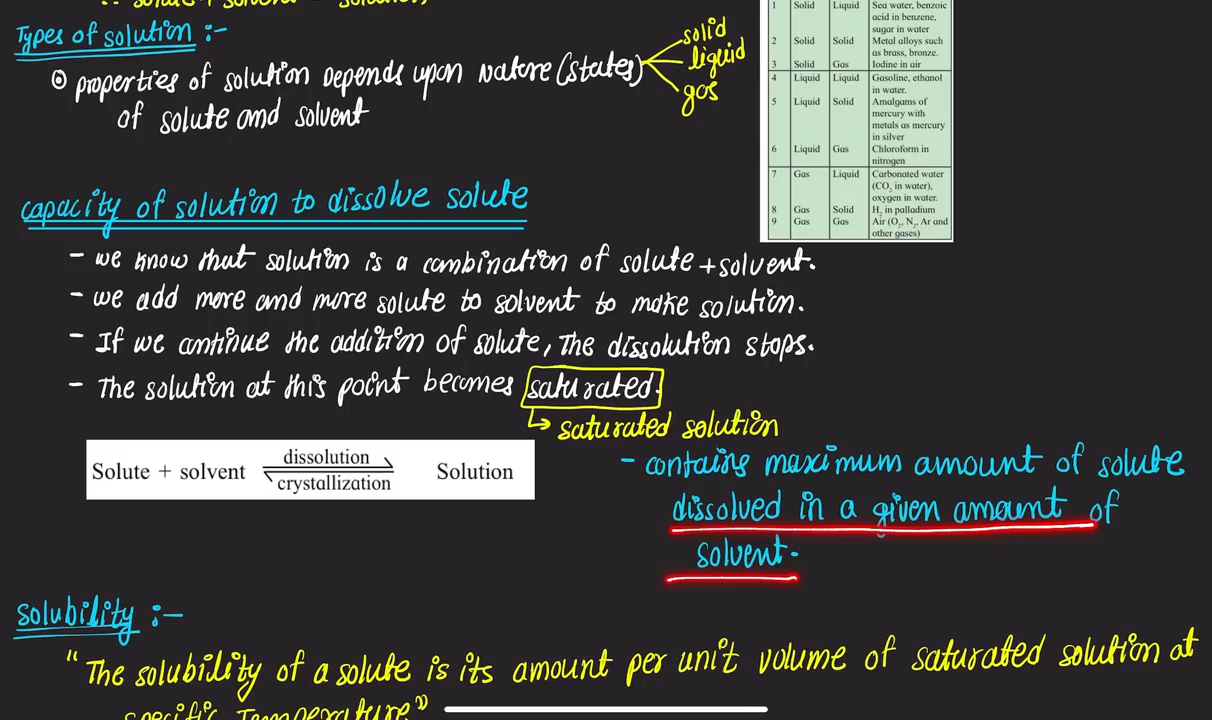 Types of solution :-
⊙ properties of solution Depends upon Nature (states)
solid
liquid
gas
of solute and solvent
1 Solid Liquid Sea water, benzoic
acid in benzene,
sugar in water
2 Solid Solid Metal alloys such
as brass, bronze.
3 Solid Gas Iodine in air
4 Liquid Liquid Gasoline, ethanol
in water.
5 Liquid Solid Amalgams of
mercury with
metals as mercury
in silver
6 Liquid Gas Chloroform in
nitrogen
7 Gas Liquid Carbonated water
(CO₂ in water),
oxygen in water.
8 Gas Solid H₂ in palladium
9 Gas Gas Air (O₂, N₂, Ar and
other gases)
capacity of solution to dissolve solute
- we know that solution is a combination of solute + solvent.
- we add more and more solute to solvent to make solution.
- If we continue the addition of solute, The dissolution stops.
- The solution at this point becomes saturated.
↳ saturated solution
- contains maximum amount of solute
dissolved in a given amount of
solvent.
Solute + solvent ⇌ Solution
dissolution
crystallization
solubility :-
"The solubility of a solute is its amount per unit volume of saturated solution at
specific Temperature"